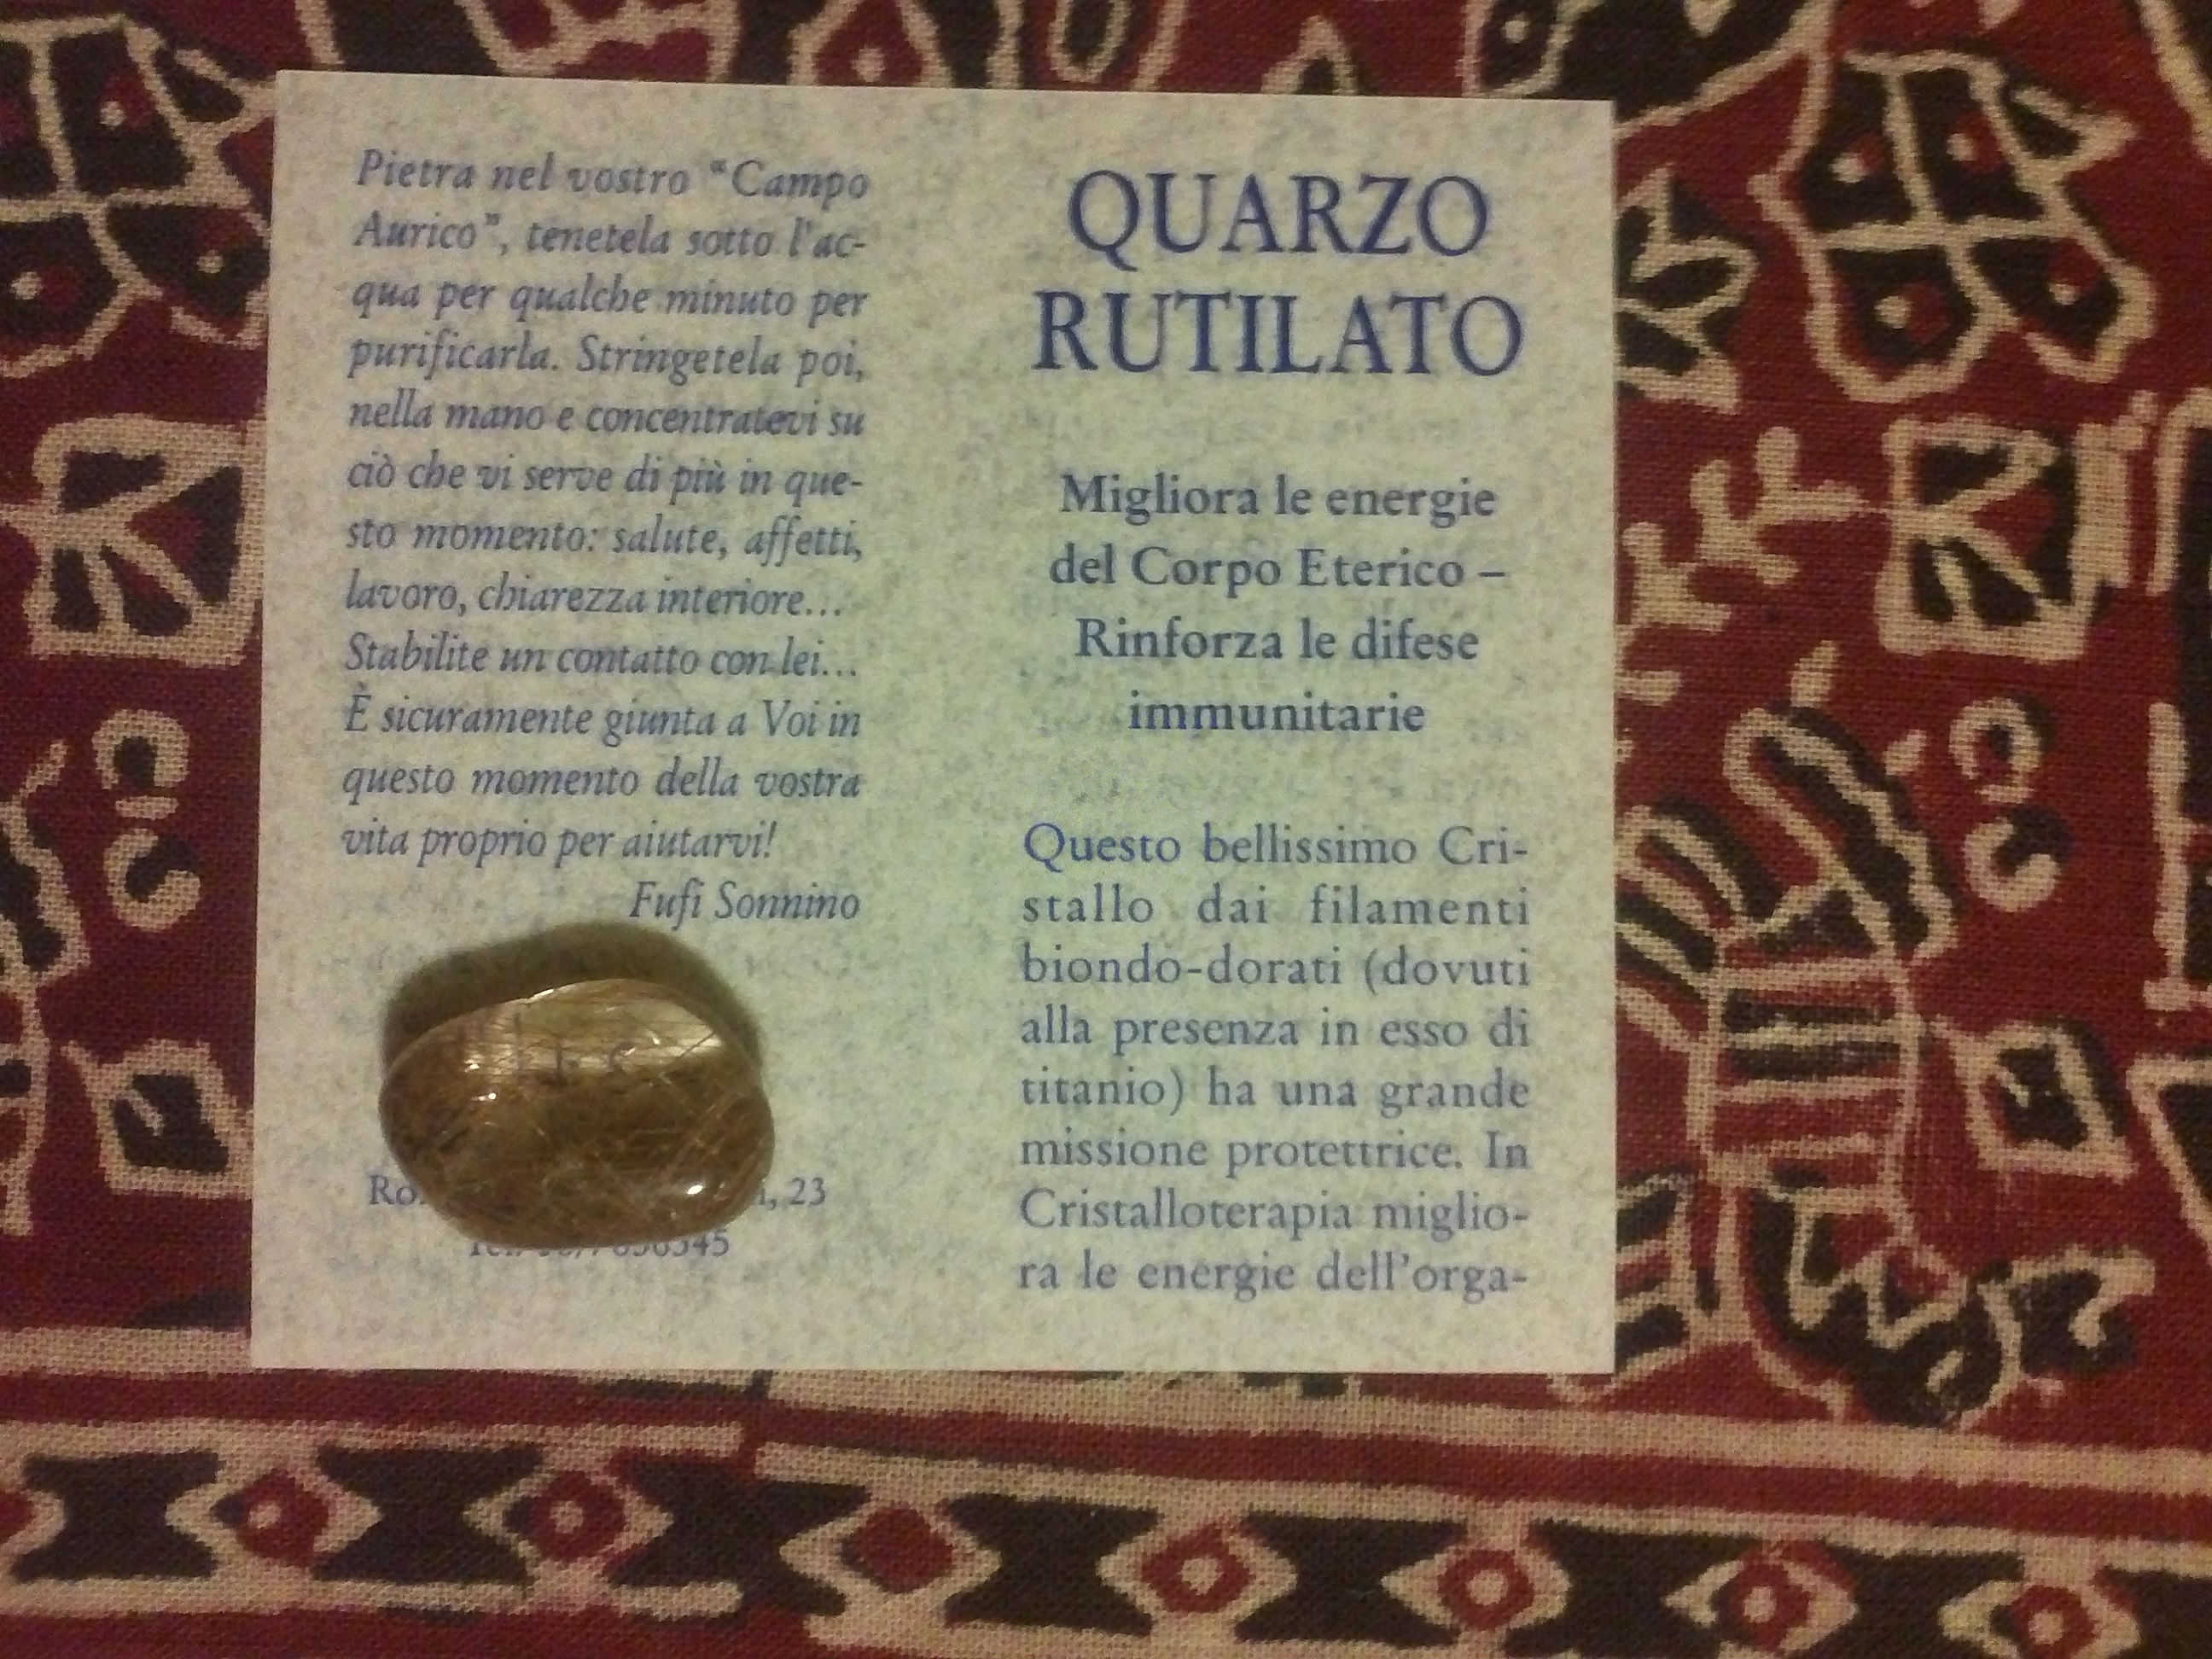 Pietra nel vostro "Campo
Aurico", tenetela sotto l'ac-
qua per qualche minuto per
purificarla. Stringetela poi,
nella mano e concentratevi su
ciò che vi serve di più in que-
sto momento: salute, affetti,
lavoro, chiarezza interiore...
Stabilite un contatto con lei...
È sicuramente giunta a Voi in
questo momento della vostra
vita proprio per aiutarvi!
Fufi Sonnino
23
QUARZO
RUTILATO
Migliora le energie
del Corpo Eterico –
Rinforza le difese
immunitarie
Questo bellissimo Cri-
stallo dai filamenti
biondo-dorati (dovuti
alla presenza in esso di
titanio) ha una grande
missione protettrice. In
Cristalloterapia miglio-
ra le energie dell'orga-